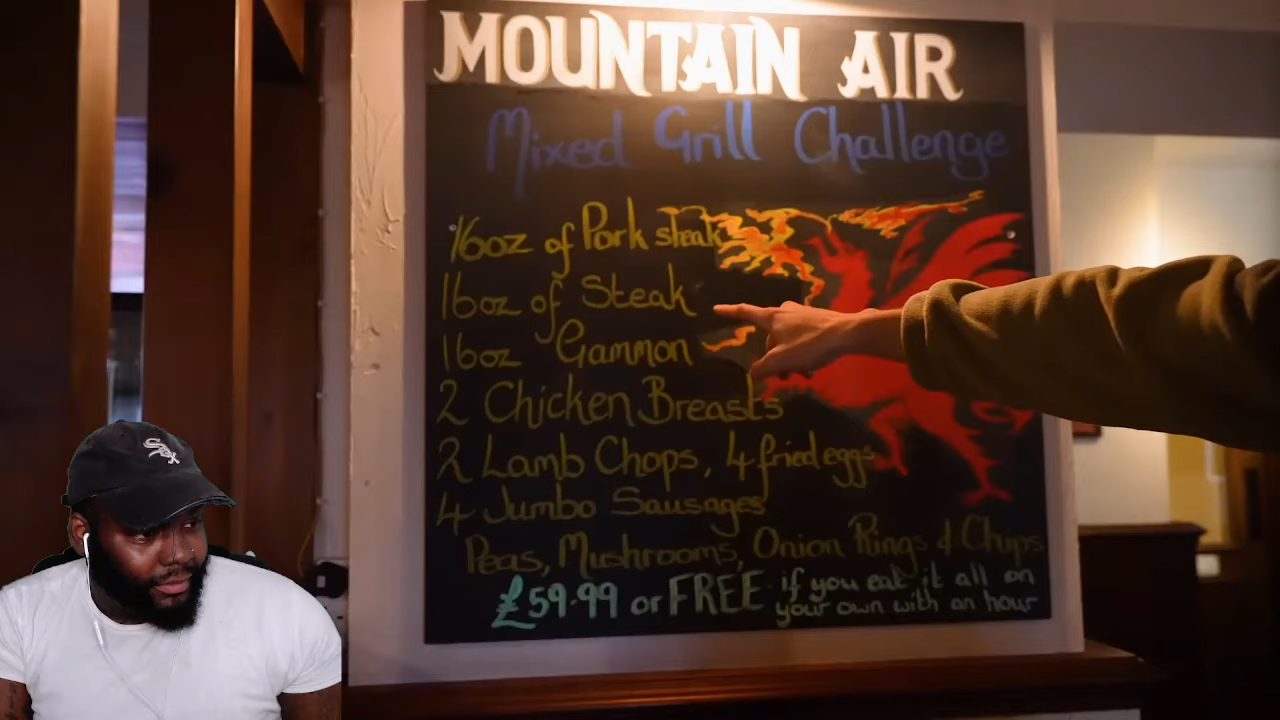 MOUNTAIN AIR
Mixed Grill Challenge
16oz of Pork steak
16oz of Steak
16oz Gammon
2 Chicken Breasts
2 Lamb Chops, 4 fried eggs
4 Jumbo Sausages
Peas, Mushrooms, Onion Rings & Chips
£59.99 or FREE if you eat it all on
your own with an hour
Sox